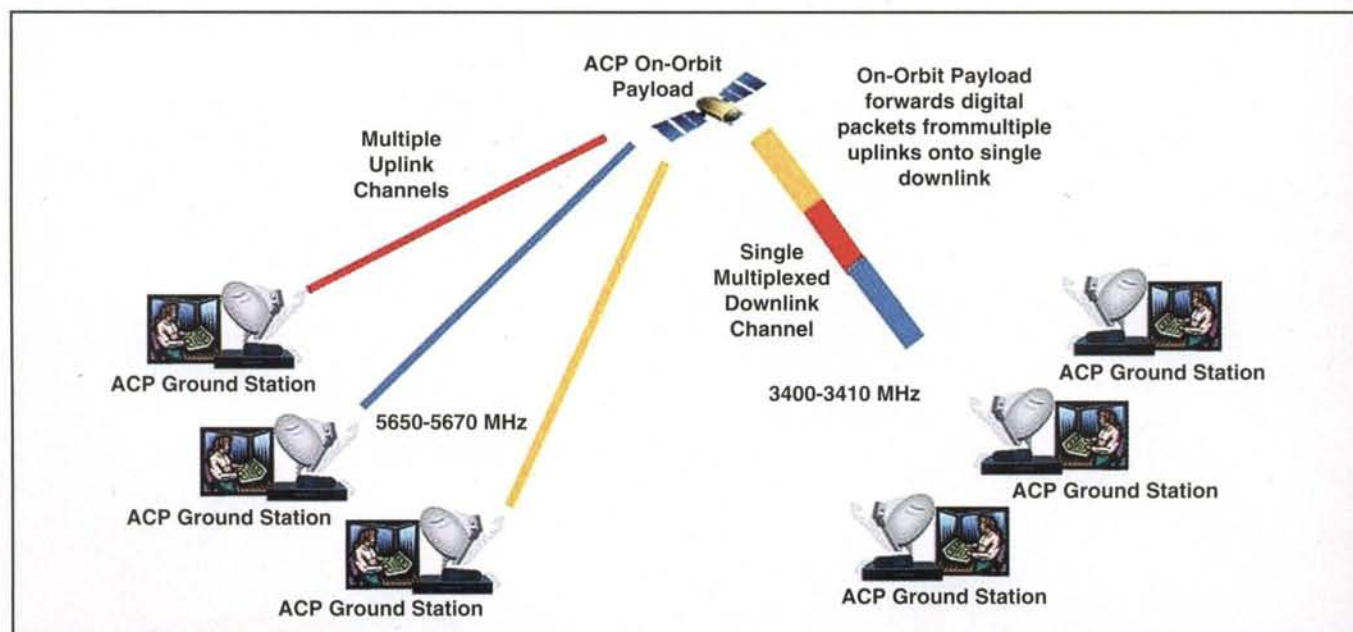 ACP On-Orbit
Payload
On-Orbit Payload
forwards digital
packets frommultiple
uplinks onto single
downlink
Multiple
Uplink
Channels
Single
Multiplexed
Downlink
Channel
ACP Ground Station
ACP Ground Station
3400-3410 MHz
5650-5670 MHz
ACP Ground Station
ACP Ground Station
ACP Ground Station
ACP Ground Station